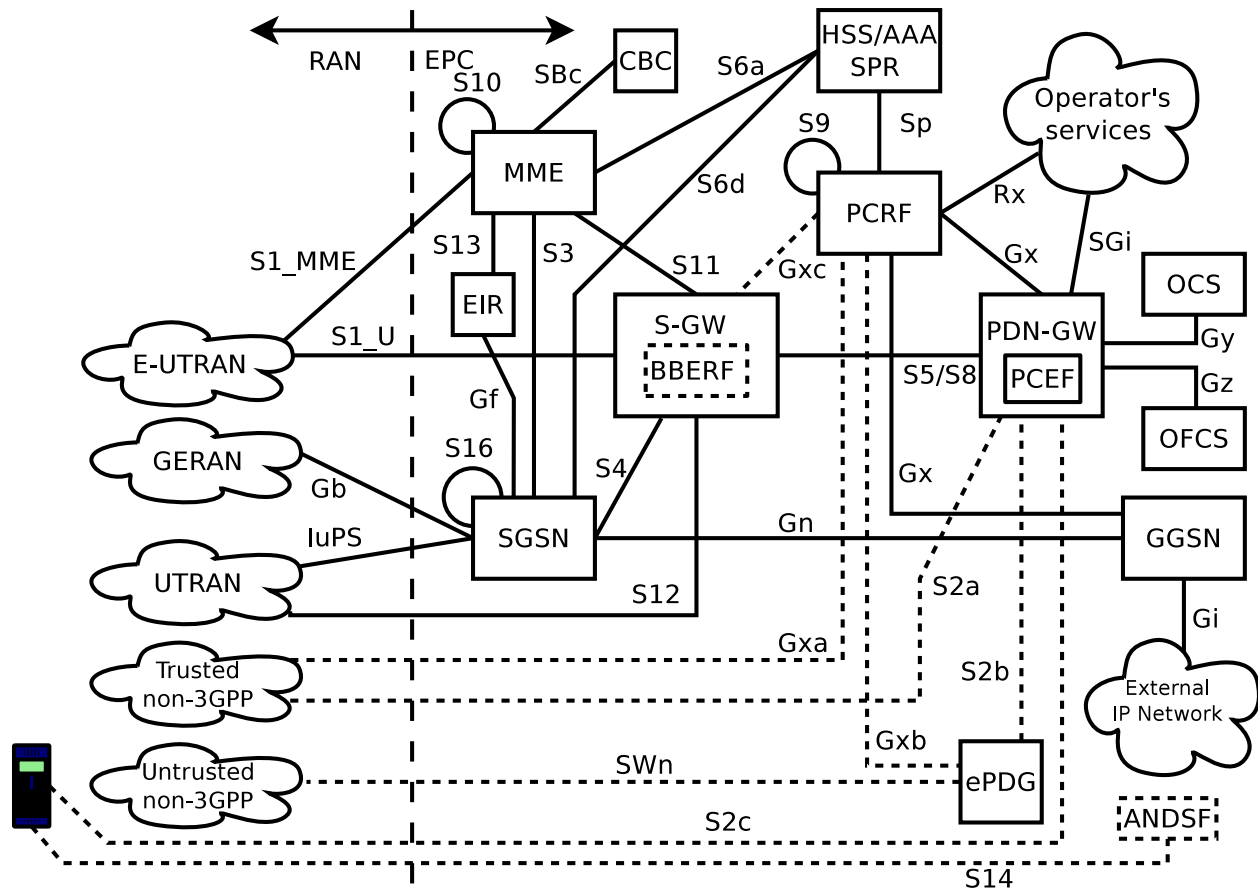 RAN
EPC
SBc
CBC
S10
S6a
HSS/AAA
SPR
Operator's
services
S9
Sp
MME
S6d
PCRF
Rx
S13
S3
S11
Gxc
Gx
SGi
S1_MME
OCS
EIR
S-GW
BBERF
PDN-GW
PCEF
Gy
E-UTRAN
S1_U
S5/S8
Gz
Gf
OFCS
GERAN
S16
S4
Gx
Gb
Gn
IuPS
SGSN
GGSN
UTRAN
S12
S2a
Gi
Gxa
Trusted
non-3GPP
S2b
External
IP Network
Gxb
Untrusted
non-3GPP
SWn
ePDG
S2c
ANDSF
S14